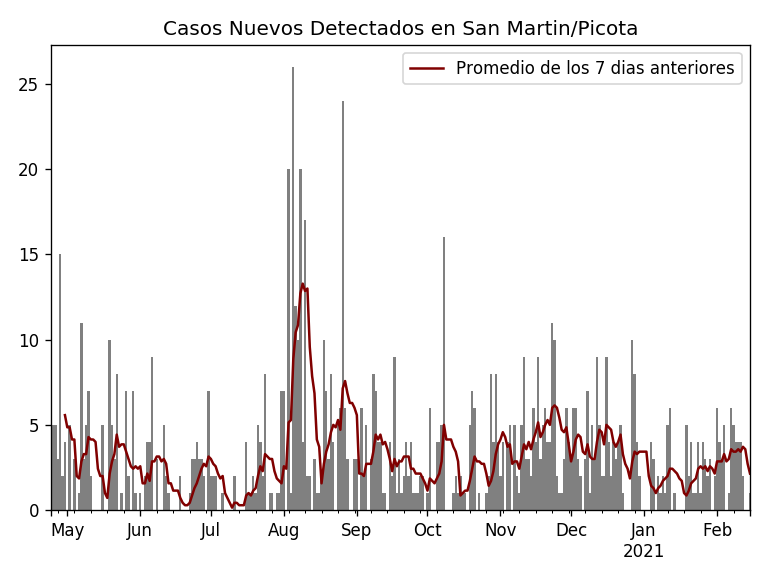 Casos Nuevos Detectados en San Martin/Picota
Promedio de los 7 dias anteriores
25
20
15
10
5
0
May Jun Jul Aug Sep Oct Nov Dec Jan Feb
2021